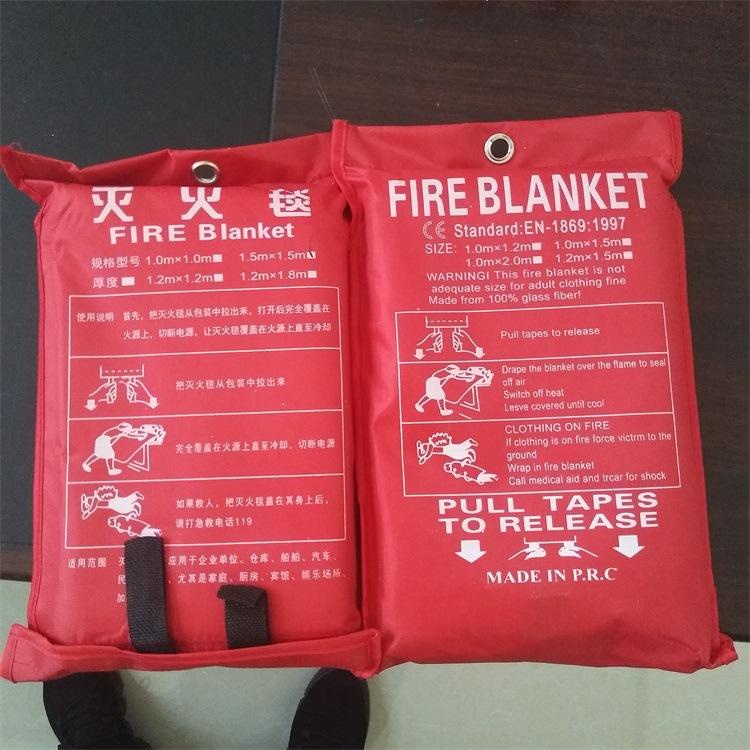 灭 火 毯
FIRE Blanket
规格型号 1.0m×1.0m 1.5m×1.5m
厚度 1.2m×1.2m 1.2m×1.8m
使用说明 首先，把灭火毯从包装中拉出来，打开后完全覆盖在
火源上，切断电源，让灭火毯覆盖在火源上直至冷却
把灭火毯从包装中拉出来
完全覆盖在火源上直至冷却，切断电源
如果救人，把灭火毯盖在其身上后，
请打急救电话119
适用范围 灭 应用于企业单位、仓库、船舶、汽车、
民 ，尤其是家庭、厨房、宾馆、娱乐场所、
加
FIRE BLANKET
CE Standard:EN-1869:1997
SIZE: 1.0m×1.2m 1.0m×1.5m
1.0m×2.0m 1.2m×1.5m
WARNINGI This fire blanket is not
adequate size for adult clothing fine
Made from 100% glass fiber!
Pull tapes to release
Drape the blanket over the flame to seal
off air
Switch off heat
Lesve covered until cool
CLOTHING ON FIRE
If clothing is on fire force victrm to the
ground
Wrap in fire blanket
Call medical aid and trcar for shock
PULL TAPES
TO RELEASE
MADE IN P.R.C